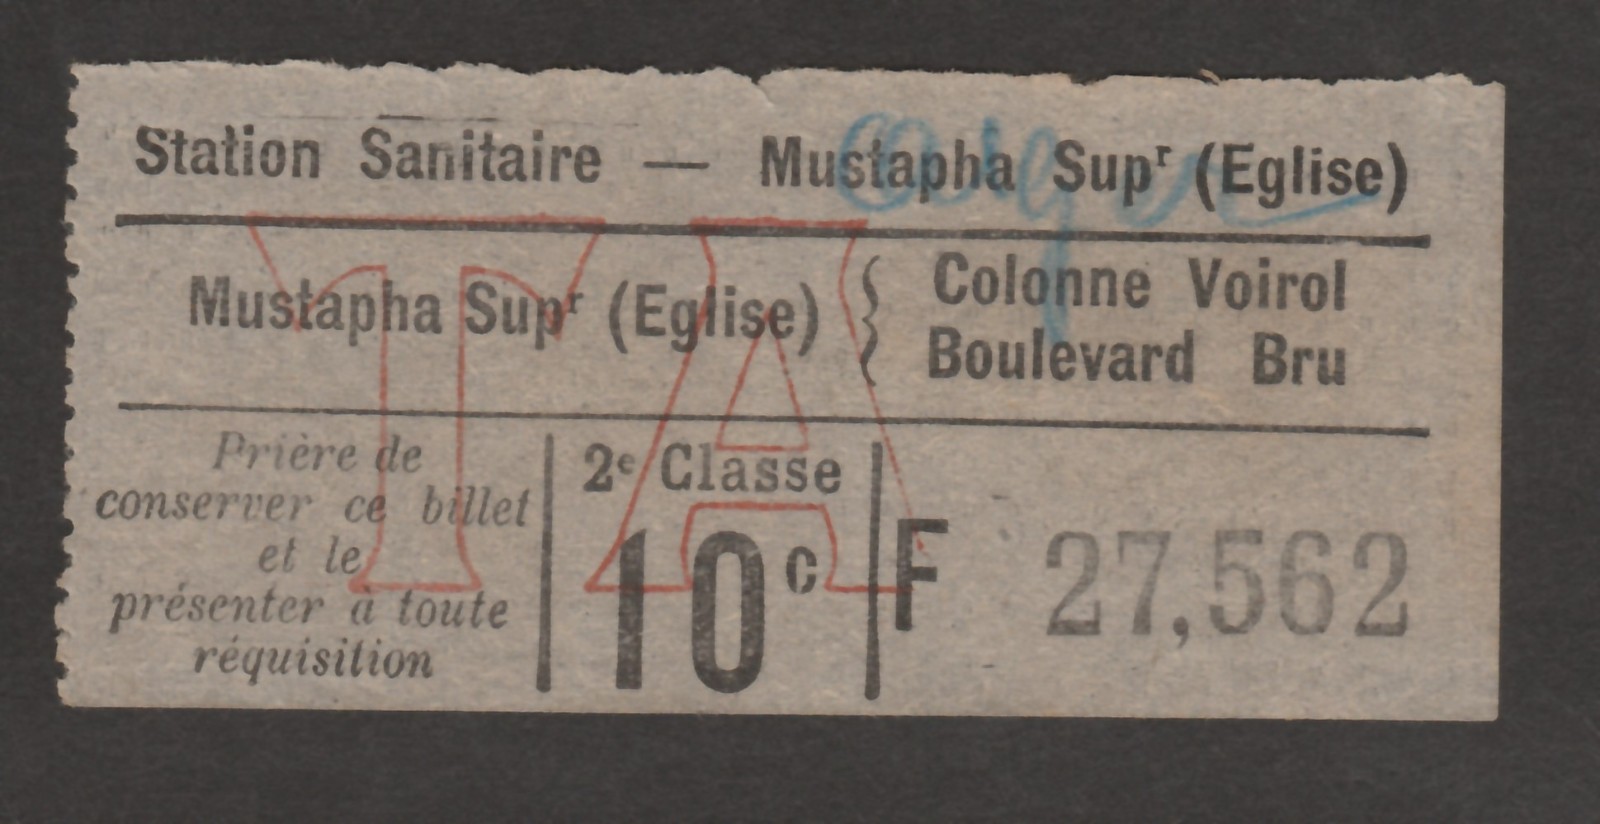 Station Sanitaire — Mustapha Supʳ (Eglise)
Mustapha Supʳ (Eglise) { Colonne Voirol
Boulevard Bru
TA
Prière de
conserver ce billet
et le
présenter à toute
réquisition
2ᵉ Classe
10ᶜ
F 27,562
Alger